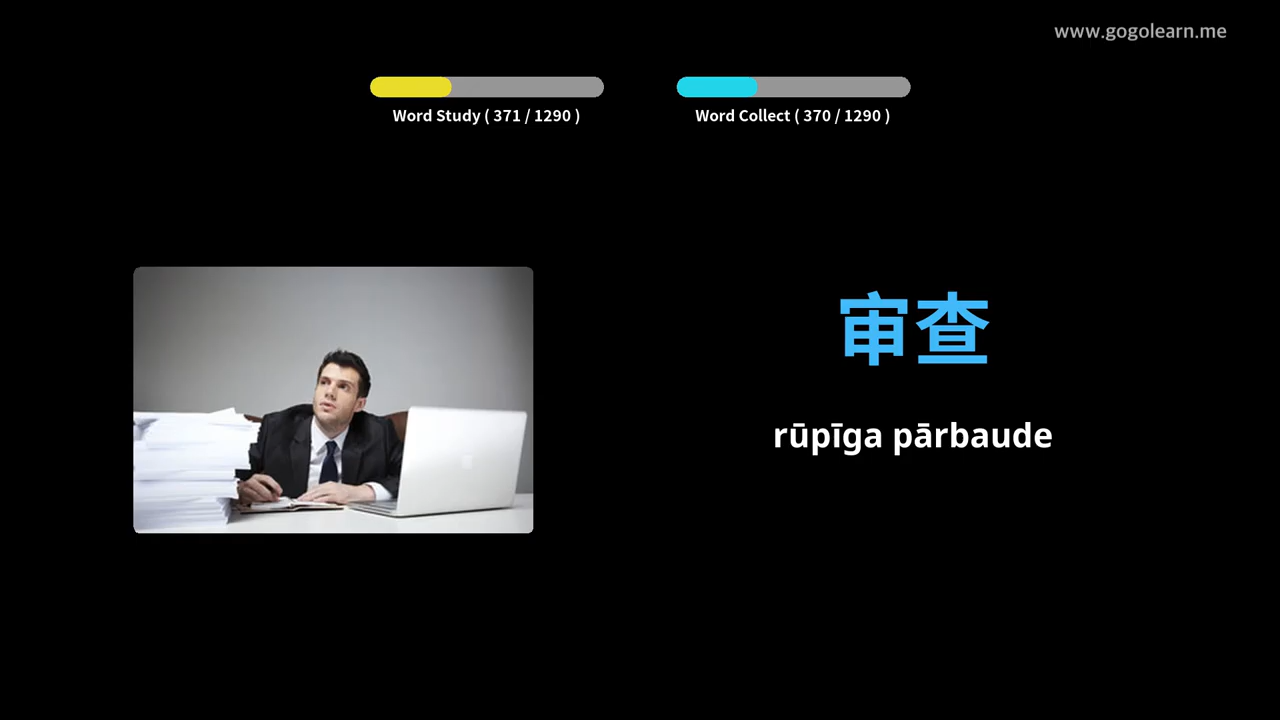 www.gogolearn.me
Word Study ( 371 / 1290 )
Word Collect ( 370 / 1290 )
审查
rūpīga pārbaude